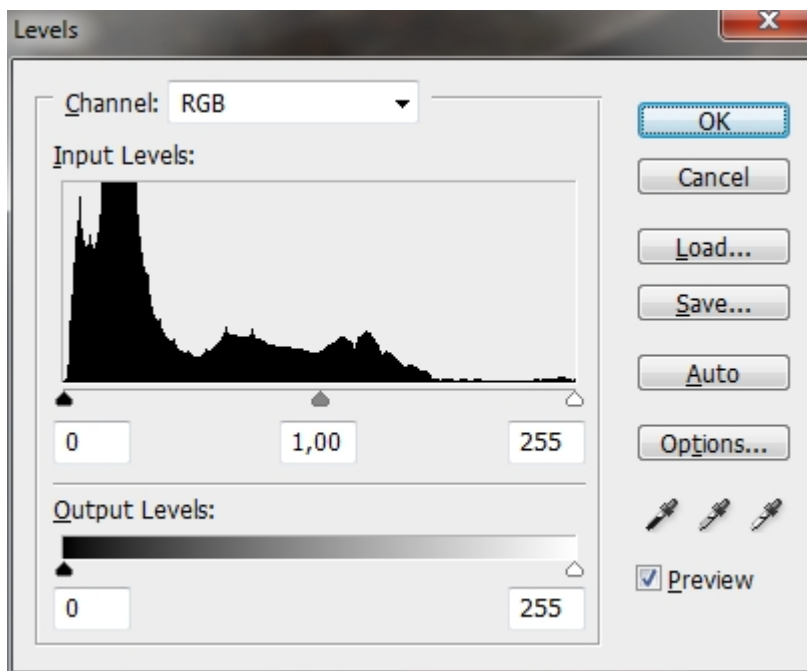 Levels
Channel: RGB
Input Levels:
0 1,00 255
Output Levels:
0 255
OK
Cancel
Load...
Save...
Auto
Options...
Preview